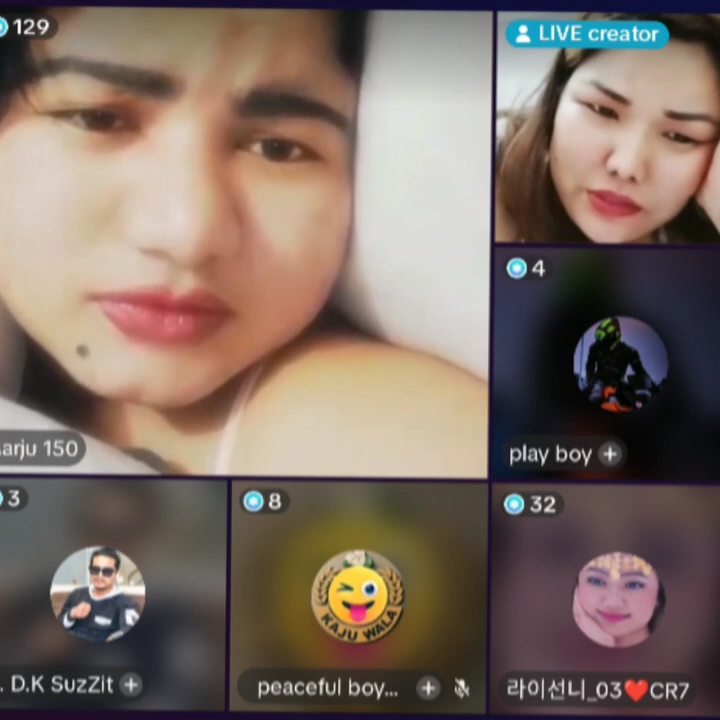 129
LIVE creator
4
arju 150
play boy +
3
8
32
KAJU WALA
. D.K SuzZit +
peaceful boy... +
라이선니_03❤️CR7